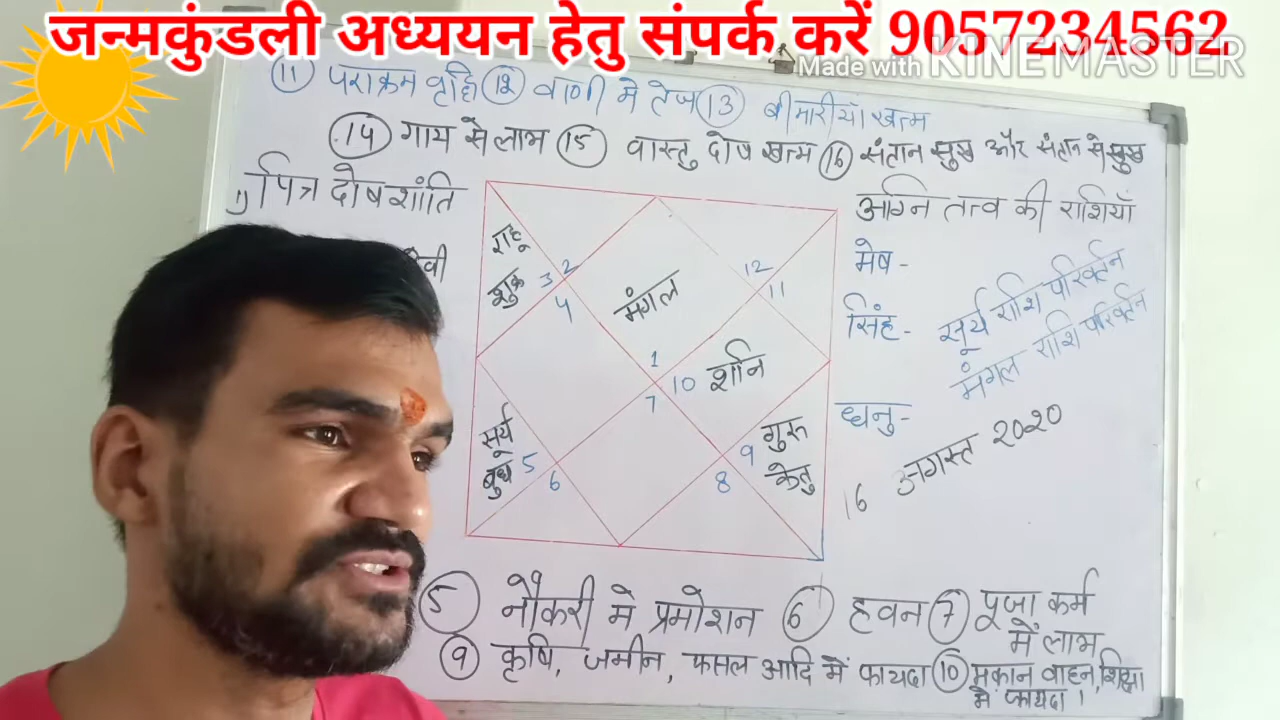 जन्मकुंडली अध्ययन हेतु संपर्क करें 9057234562
Made with KINEMASTER
11 पराक्रम वृद्धि 12 वाणी मे तेज 13 बीमारीयाँ खत्म
14 गाय से लाभ 15 वास्तु दोष खत्म 16 संतान सुख और संतान से सुख
1) पित्र दोष शांति
अग्नि तत्व की राशियाँ
मेष -
सिंह -
धनु -
सूर्य राशि परिवर्तन
मंगल राशि परिवर्तन
16 अगस्त 2020
राहू
शुक्र
3 2
4
मंगल
12
11
1
10 शनि
7
सूर्य
बुध
5
6
गुरु
केतु
9
8
5 नौकरी मे प्रमोशन 6 हवन 7 पूजा कर्म
में लाभ
9 कृषि, जमीन, फसल आदि में फायदा 10 मकान वाहन, शिक्षा
में फायदा।